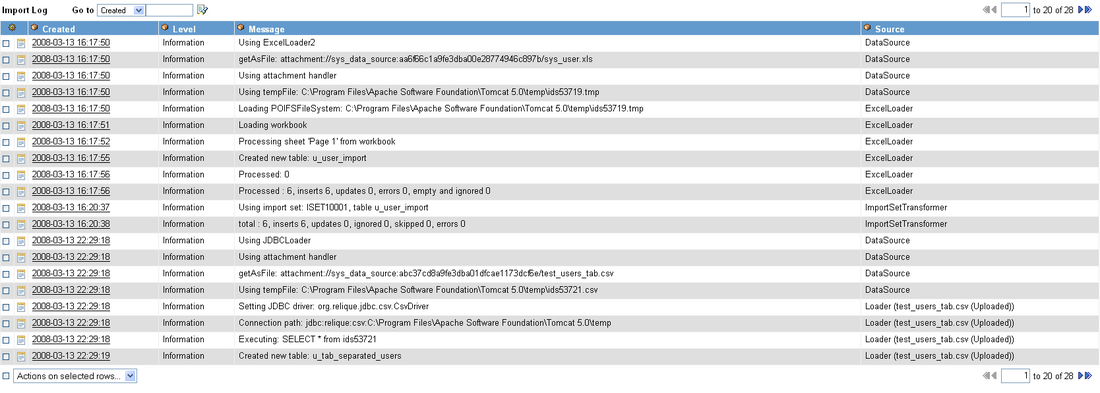 Import Log Go to Created 1 to 20 of 28
Created Level Message Source
2008-03-13 16:17:50 Information Using ExcelLoader2 DataSource
2008-03-13 16:17:50 Information getAsFile: attachment://sys_data_source:aa6f66c1a9fe3dba00e28774946c897b/sys_user.xls DataSource
2008-03-13 16:17:50 Information Using attachment handler DataSource
2008-03-13 16:17:50 Information Using tempFile: C:\Program Files\Apache Software Foundation\Tomcat 5.0\temp\ids53719.tmp DataSource
2008-03-13 16:17:50 Information Loading POIFSFileSystem: C:\Program Files\Apache Software Foundation\Tomcat 5.0\temp\ids53719.tmp ExcelLoader
2008-03-13 16:17:51 Information Loading workbook ExcelLoader
2008-03-13 16:17:52 Information Processing sheet 'Page 1' from workbook ExcelLoader
2008-03-13 16:17:55 Information Created new table: u_user_import ExcelLoader
2008-03-13 16:17:56 Information Processed: 0 ExcelLoader
2008-03-13 16:17:56 Information Processed : 6, inserts 6, updates 0, errors 0, empty and ignored 0 ExcelLoader
2008-03-13 16:20:37 Information Using import set: ISET10001, table u_user_import ImportSetTransformer
2008-03-13 16:20:38 Information total : 6, inserts 6, updates 0, ignored 0, skipped 0, errors 0 ImportSetTransformer
2008-03-13 22:29:18 Information Using JDBCLoader DataSource
2008-03-13 22:29:18 Information Using attachment handler DataSource
2008-03-13 22:29:18 Information getAsFile: attachment://sys_data_source:abc37cd8a9fe3dba01dfcae1173dcf6e/test_users_tab.csv DataSource
2008-03-13 22:29:18 Information Using tempFile: C:\Program Files\Apache Software Foundation\Tomcat 5.0\temp\ids53721.csv DataSource
2008-03-13 22:29:18 Information Setting JDBC driver: org.relique.jdbc.csv.CsvDriver Loader (test_users_tab.csv (Uploaded))
2008-03-13 22:29:18 Information Connection path: jdbc:relique:csv:C:\Program Files\Apache Software Foundation\Tomcat 5.0\temp Loader (test_users_tab.csv (Uploaded))
2008-03-13 22:29:18 Information Executing: SELECT * from ids53721 Loader (test_users_tab.csv (Uploaded))
2008-03-13 22:29:19 Information Created new table: u_tab_separated_users Loader (test_users_tab.csv (Uploaded))
Actions on selected rows... 1 to 20 of 28